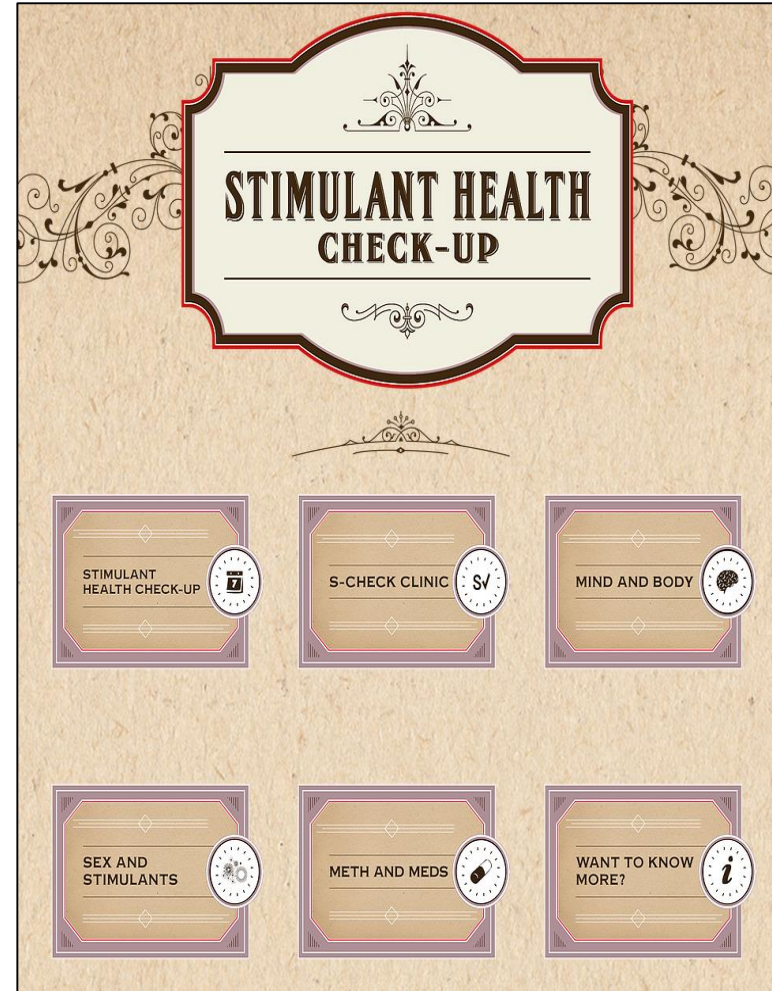 STIMULANT HEALTH
CHECK-UP
STIMULANT
HEALTH CHECK-UP
7
S-CHECK CLINIC
S√
MIND AND BODY
SEX AND
STIMULANTS
METH AND MEDS
WANT TO KNOW
MORE?
i